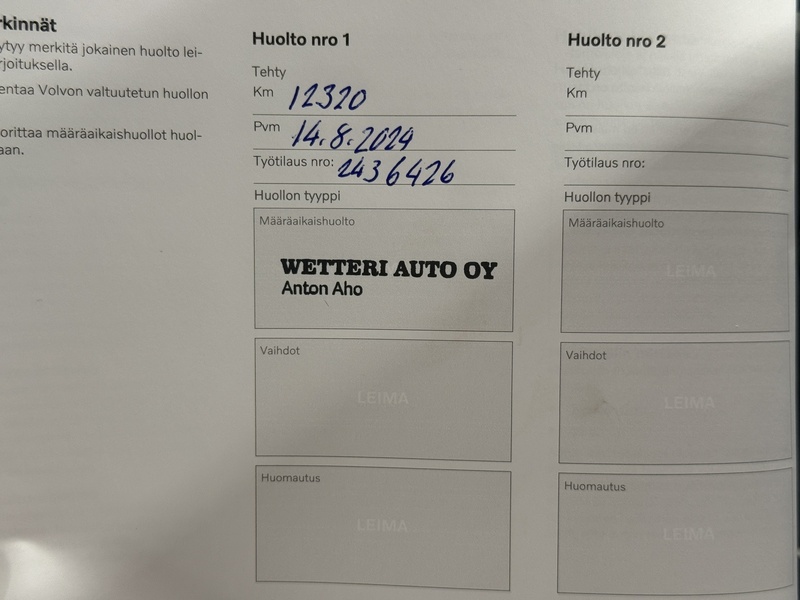 rkinnät
ytyy merkitä jokainen huolto lei-
rjoituksella.
entaa Volvon valtuutetun huollon
orittaa määräaikaishuollot huol-
aan.
Huolto nro 1
Tehty
Km 12320
Pvm 14.8.2024
Työtilaus nro: 2436426
Huollon tyyppi
Määräaikaishuolto
WETTERI AUTO OY
Anton Aho
Vaihdot
LEIMA
Huomautus
LEIMA
Huolto nro 2
Tehty
Km
Pvm
Työtilaus nro:
Huollon tyyppi
Määräaikaishuolto
LEIMA
Vaihdot
LEIMA
Huomautus
LEIMA